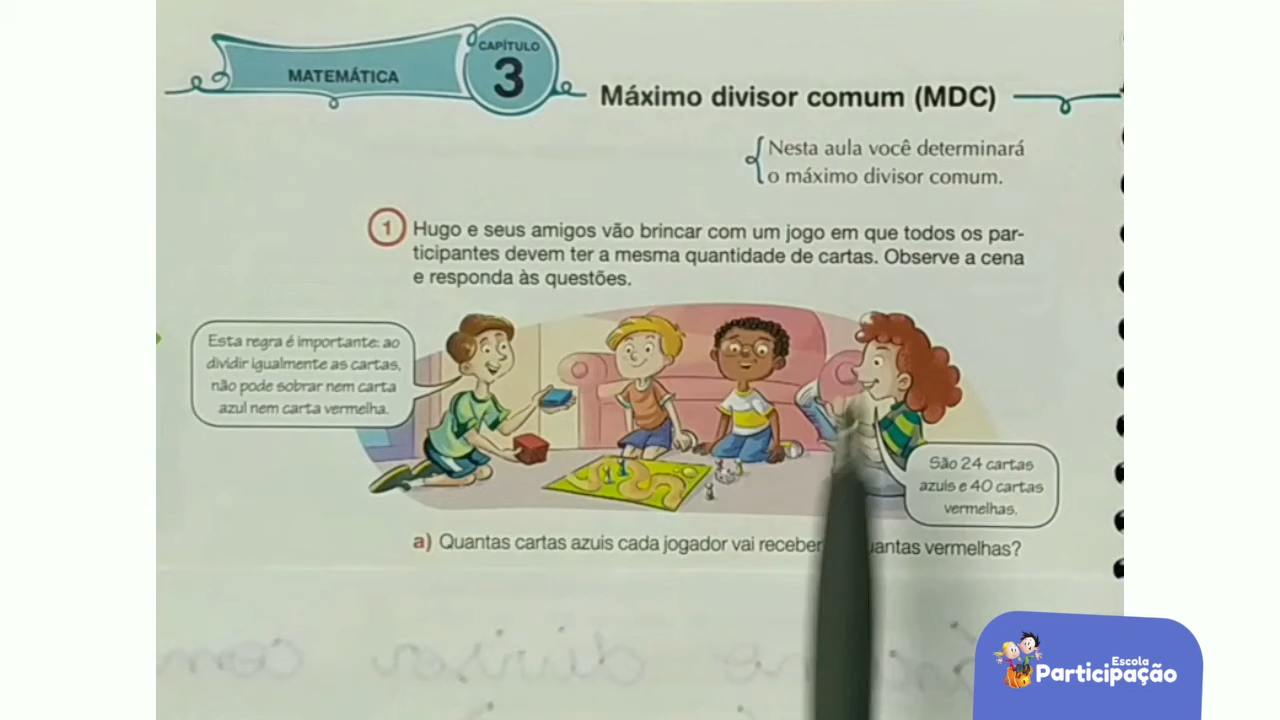 MATEMÁTICA
CAPÍTULO
3
Máximo divisor comum (MDC)
Nesta aula você determinará
o máximo divisor comum.
1 Hugo e seus amigos vão brincar com um jogo em que todos os par-
ticipantes devem ter a mesma quantidade de cartas. Observe a cena
e responda às questões.
Esta regra é importante: ao
dividir igualmente as cartas,
não pode sobrar nem carta
azul nem carta vermelha.
São 24 cartas
azuis e 40 cartas
vermelhas.
a) Quantas cartas azuis cada jogador vai receber uantas vermelhas?
Escola
Participação